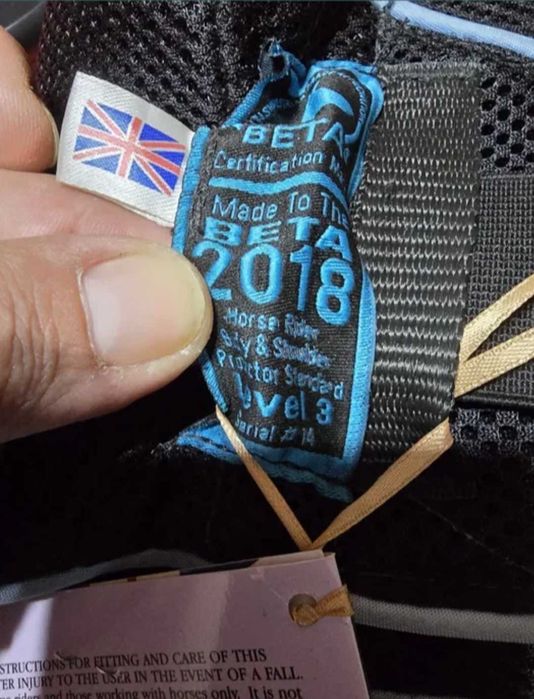 BETA
Certification
Made To The
BETA
2018
Horse Rider
Body & Shoulder
Protector Standard
Level 3
Serial # 14
STRUCTIONS FOR FITTING AND CARE OF THIS
ER INJURY TO THE USER IN THE EVENT OF A FALL.
riders and those working with horses only. It is not